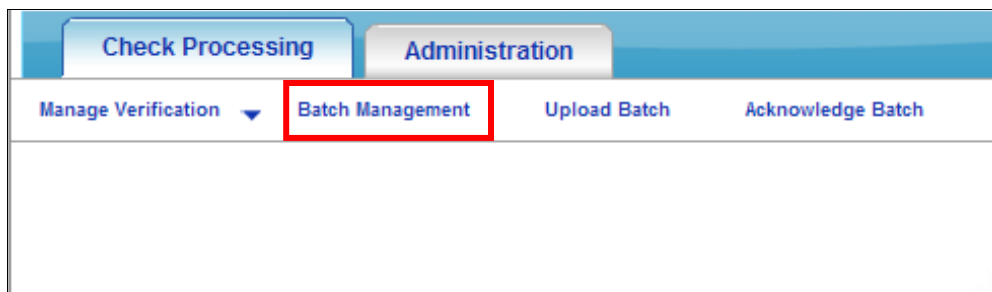 Check Processing Administration
Manage Verification Batch Management Upload Batch Acknowledge Batch